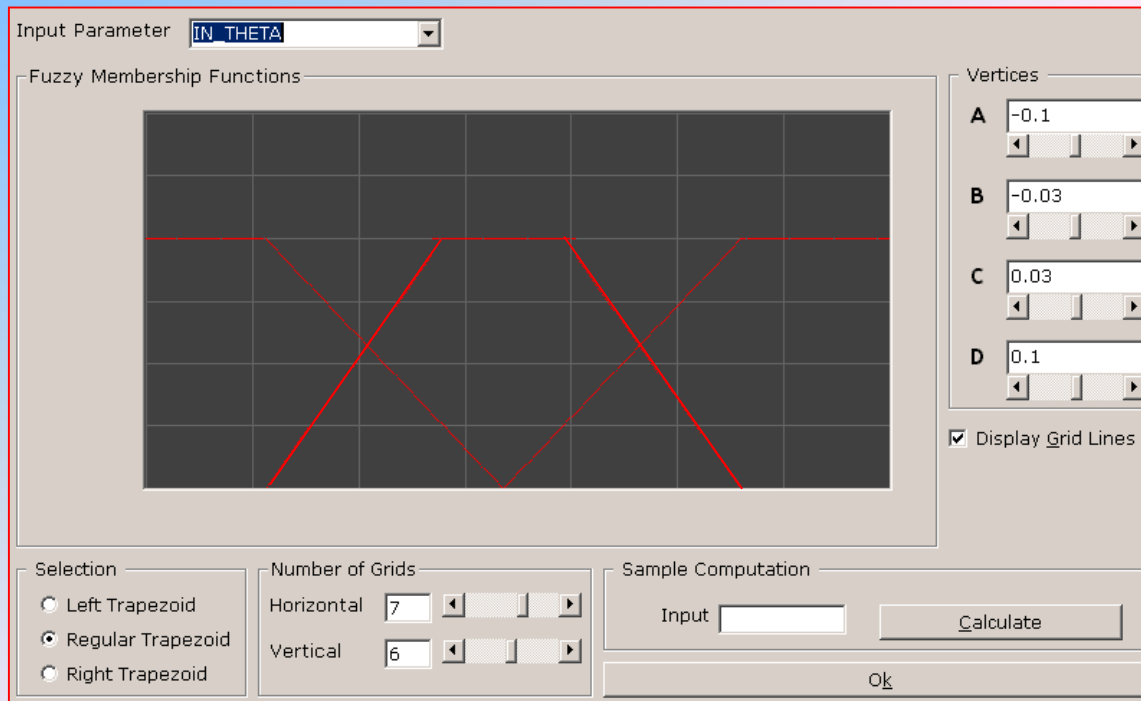 Input Parameter IN_THETA
Fuzzy Membership Functions
Vertices
A -0.1
B -0.03
C 0.03
D 0.1
Display Grid Lines
Selection
Left Trapezoid
Regular Trapezoid
Right Trapezoid
Number of Grids
Horizontal 7
Vertical 6
Sample Computation
Input
Calculate
Ok